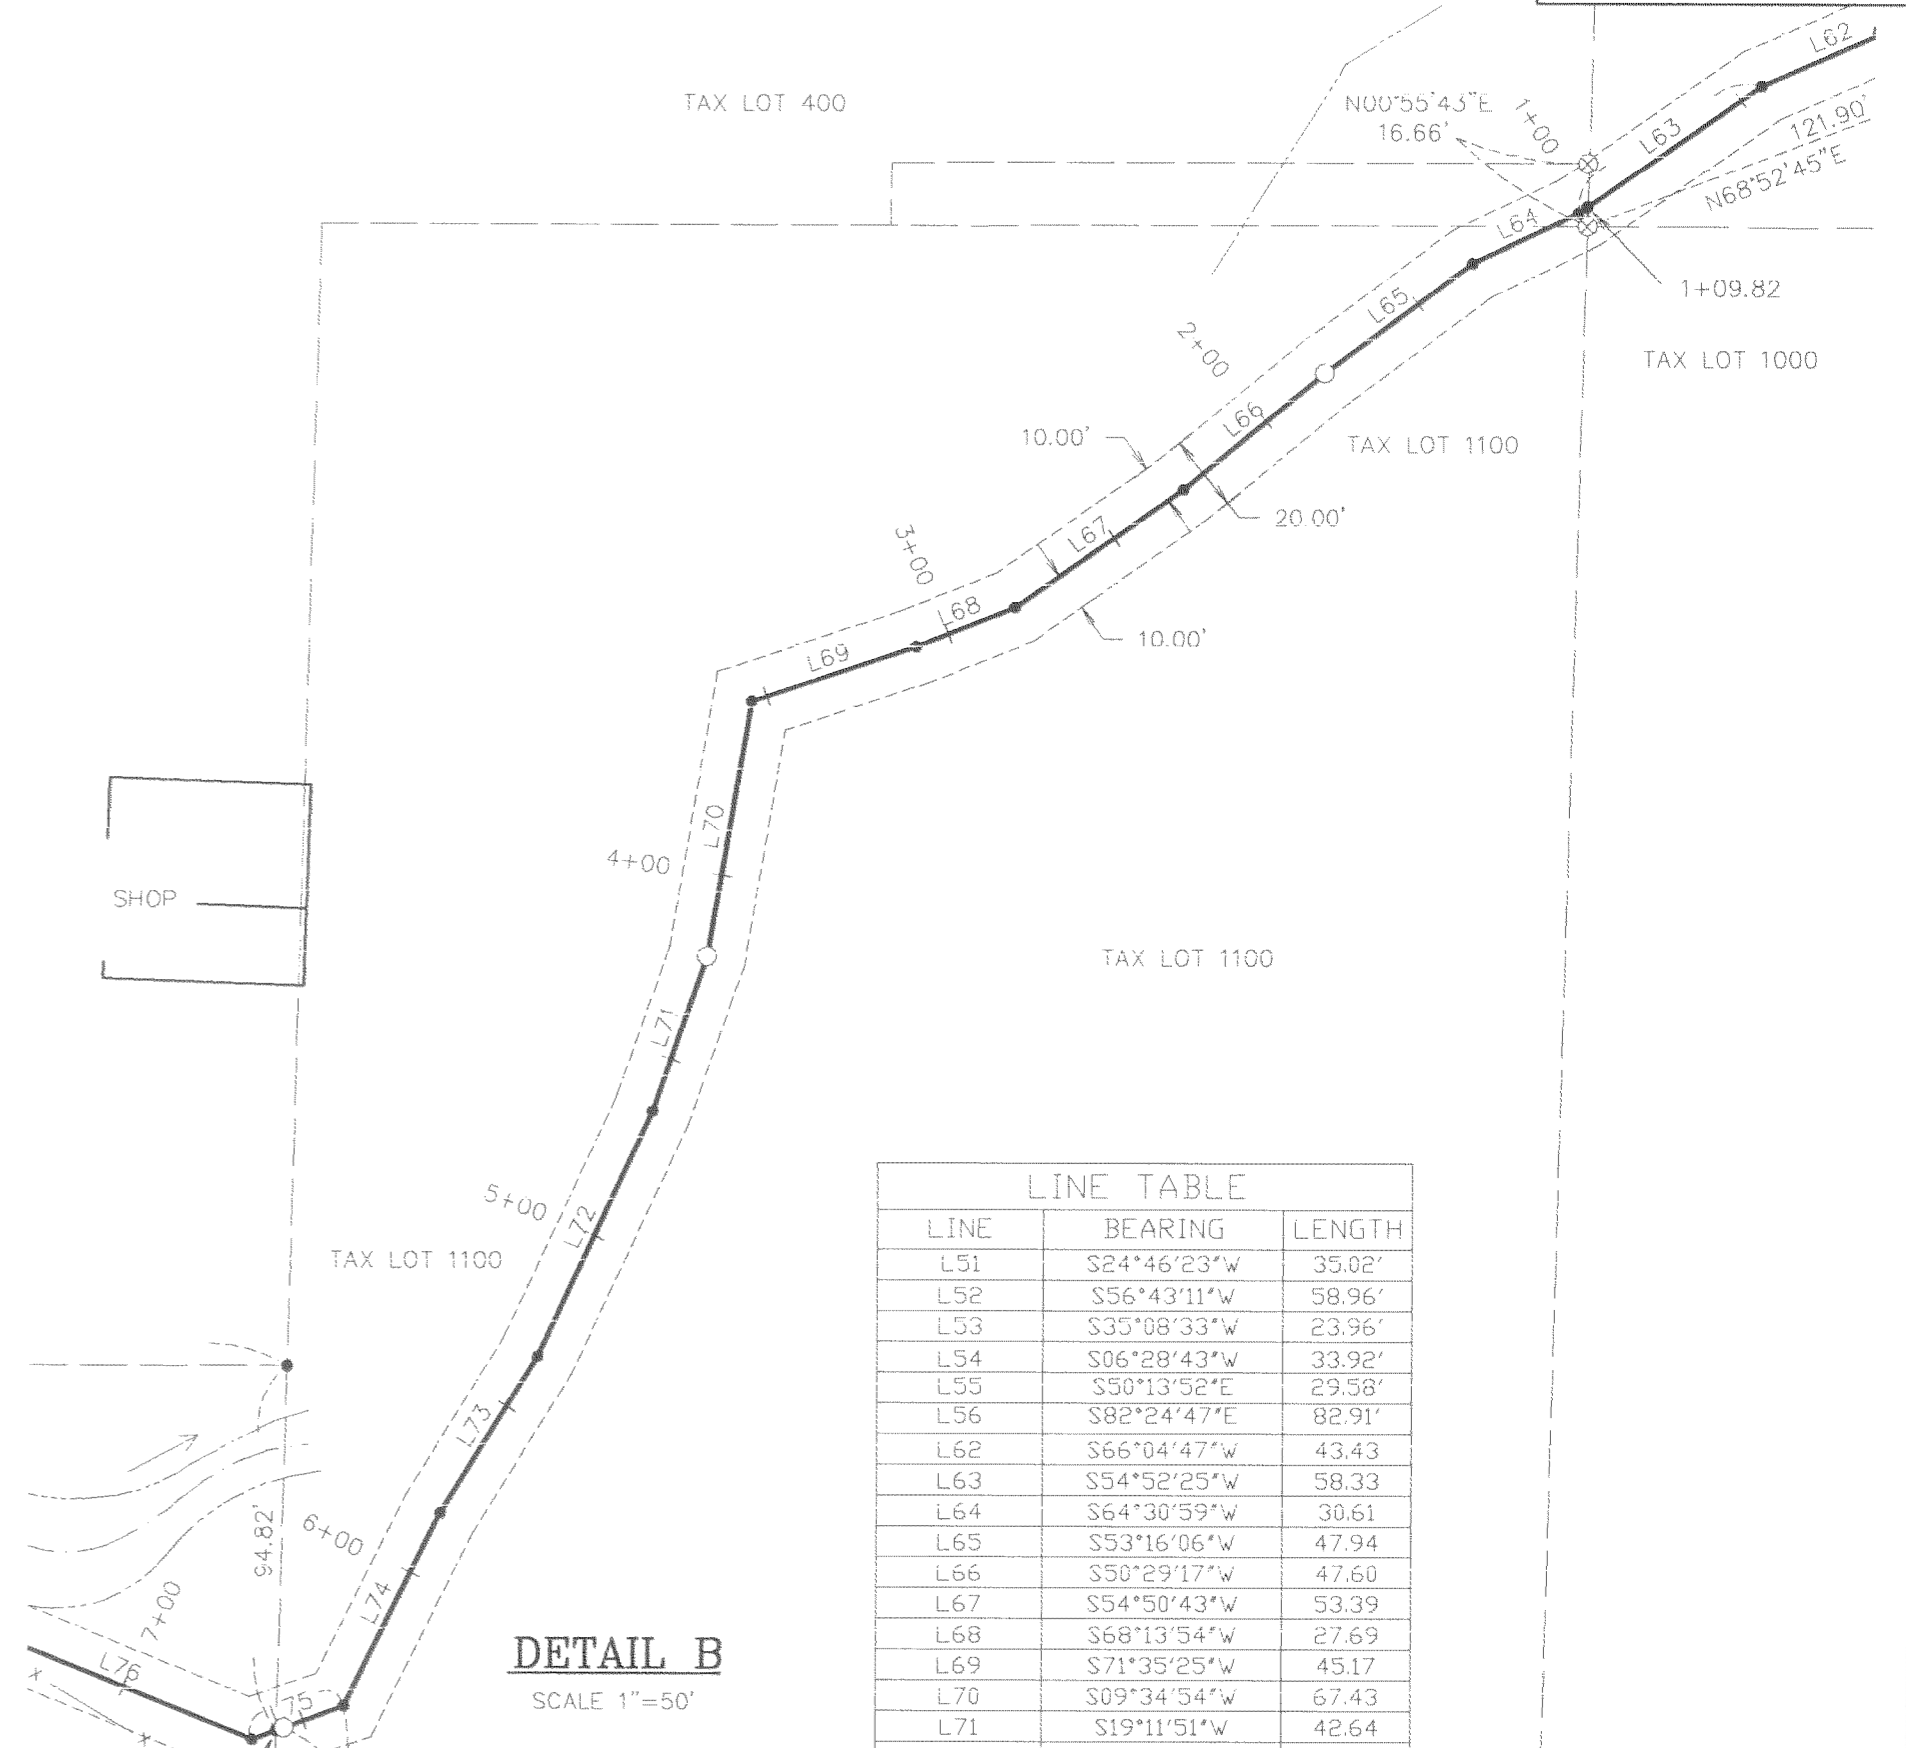 L62
TAX LOT 400
N00°55'43"E
16.66'
1+00
L63
121.90'
N68°52'45"E
L64
1+09.82
L65
2+00
TAX LOT 1000
L66
10.00'
TAX LOT 1100
20.00'
L67
3+00
L68
10.00'
L69
L70
4+00
SHOP
TAX LOT 1100
L71
5+00
L72
TAX LOT 1100
L73
94.82'
6+00
L74
7+00
L76
75
DETAIL B
SCALE 1"=50'
LINE TABLE
LINE BEARING LENGTH
L51 S24°46'23"W 35.02'
L52 S56°43'11"W 58.96'
L53 S35°08'33"W 23.96'
L54 S06°28'43"W 33.92'
L55 S50°13'52"E 29.58'
L56 S82°24'47"E 82.91'
L62 S66°04'47"W 43.43
L63 S54°52'25"W 58.33
L64 S64°30'59"W 30.61
L65 S53°16'06"W 47.94
L66 S50°29'17"W 47.60
L67 S54°50'43"W 53.39
L68 S68°13'54"W 27.69
L69 S71°35'25"W 45.17
L70 S09°34'54"W 67.43
L71 S19°11'51"W 42.64